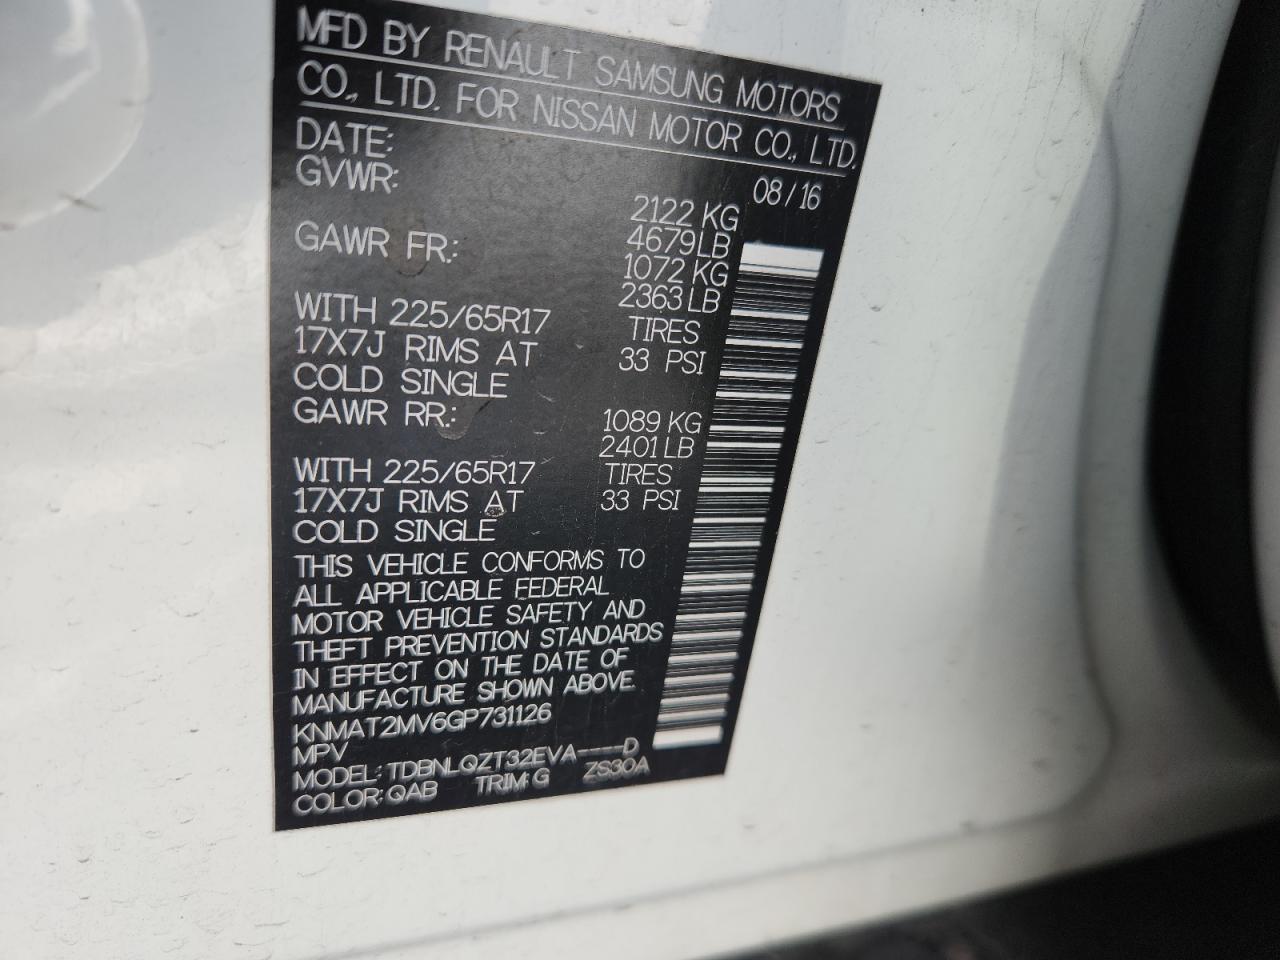 MFD BY RENAULT SAMSUNG MOTORS
CO., LTD. FOR NISSAN MOTOR CO., LTD.
DATE: 08/16
GVWR: 2122 KG
4679 LB
GAWR FR: 1072 KG
2363 LB
WITH 225/65R17 TIRES
17X7J RIMS AT 33 PSI
COLD SINGLE
GAWR RR: 1089 KG
2401 LB
WITH 225/65R17 TIRES
17X7J RIMS AT 33 PSI
COLD SINGLE
THIS VEHICLE CONFORMS TO
ALL APPLICABLE FEDERAL
MOTOR VEHICLE SAFETY AND
THEFT PREVENTION STANDARDS
IN EFFECT ON THE DATE OF
MANUFACTURE SHOWN ABOVE.
KNMAT2MV6GP731126
MPV
MODEL: TDBNLQZT32EVA----D
COLOR: QAB TRIM: G ZS30A